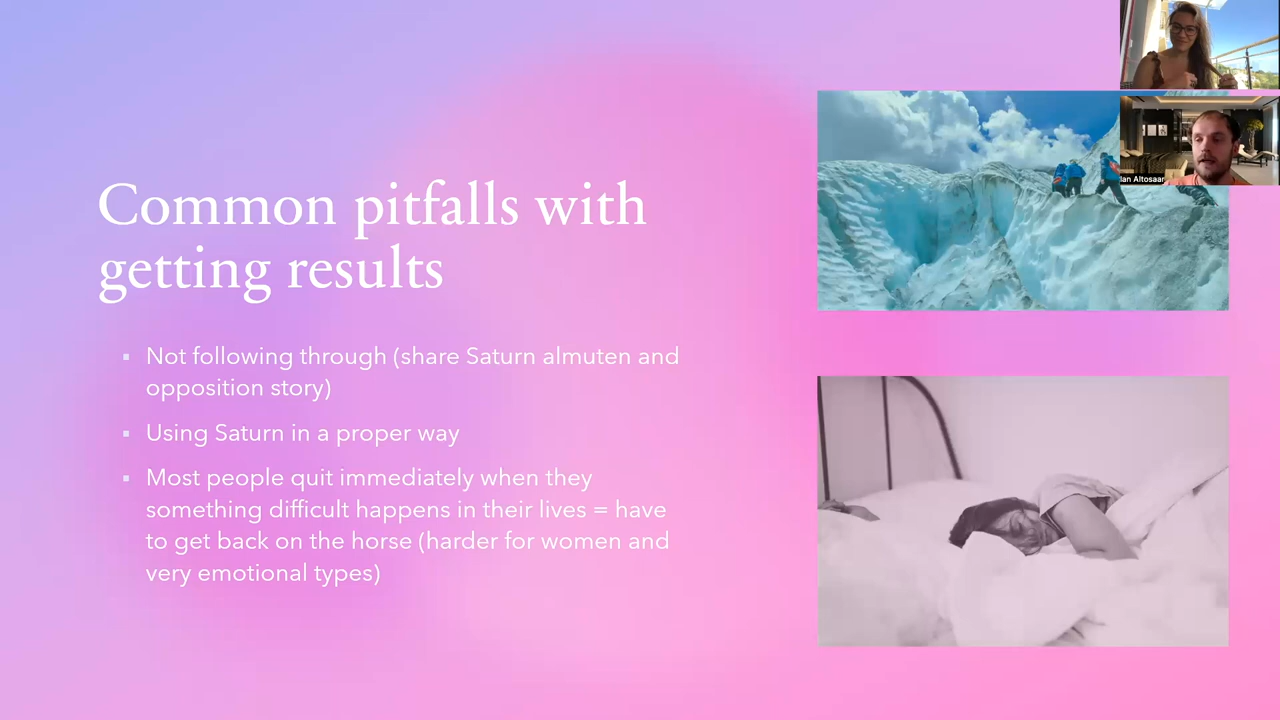 Common pitfalls with
getting results
▪ Not following through (share Saturn almuten and
opposition story)
▪ Using Saturn in a proper way
▪ Most people quit immediately when they
something difficult happens in their lives = have
to get back on the horse (harder for women and
very emotional types)
lan Altosaar